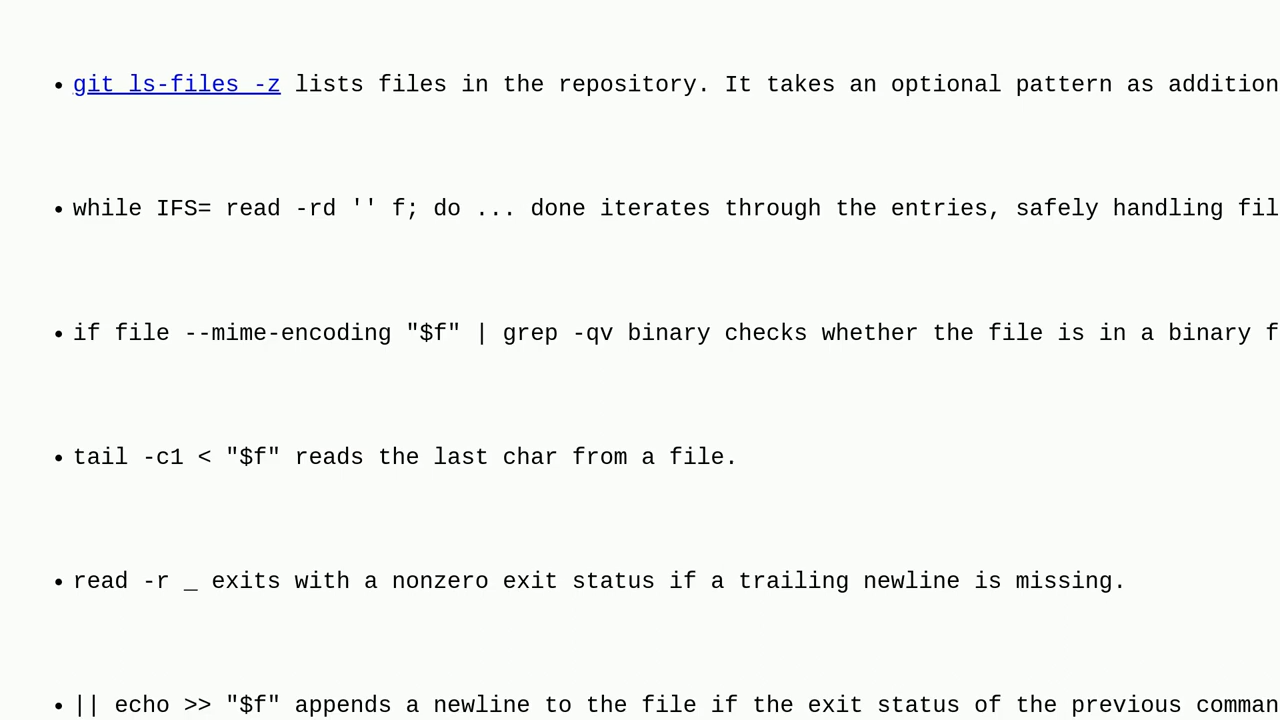 • git ls-files -z lists files in the repository. It takes an optional pattern as addition
• while IFS= read -rd '' f; do ... done iterates through the entries, safely handling fil
• if file --mime-encoding "$f" | grep -qv binary checks whether the file is in a binary f
• tail -c1 < "$f" reads the last char from a file.
• read -r _ exits with a nonzero exit status if a trailing newline is missing.
• || echo >> "$f" appends a newline to the file if the exit status of the previous comman